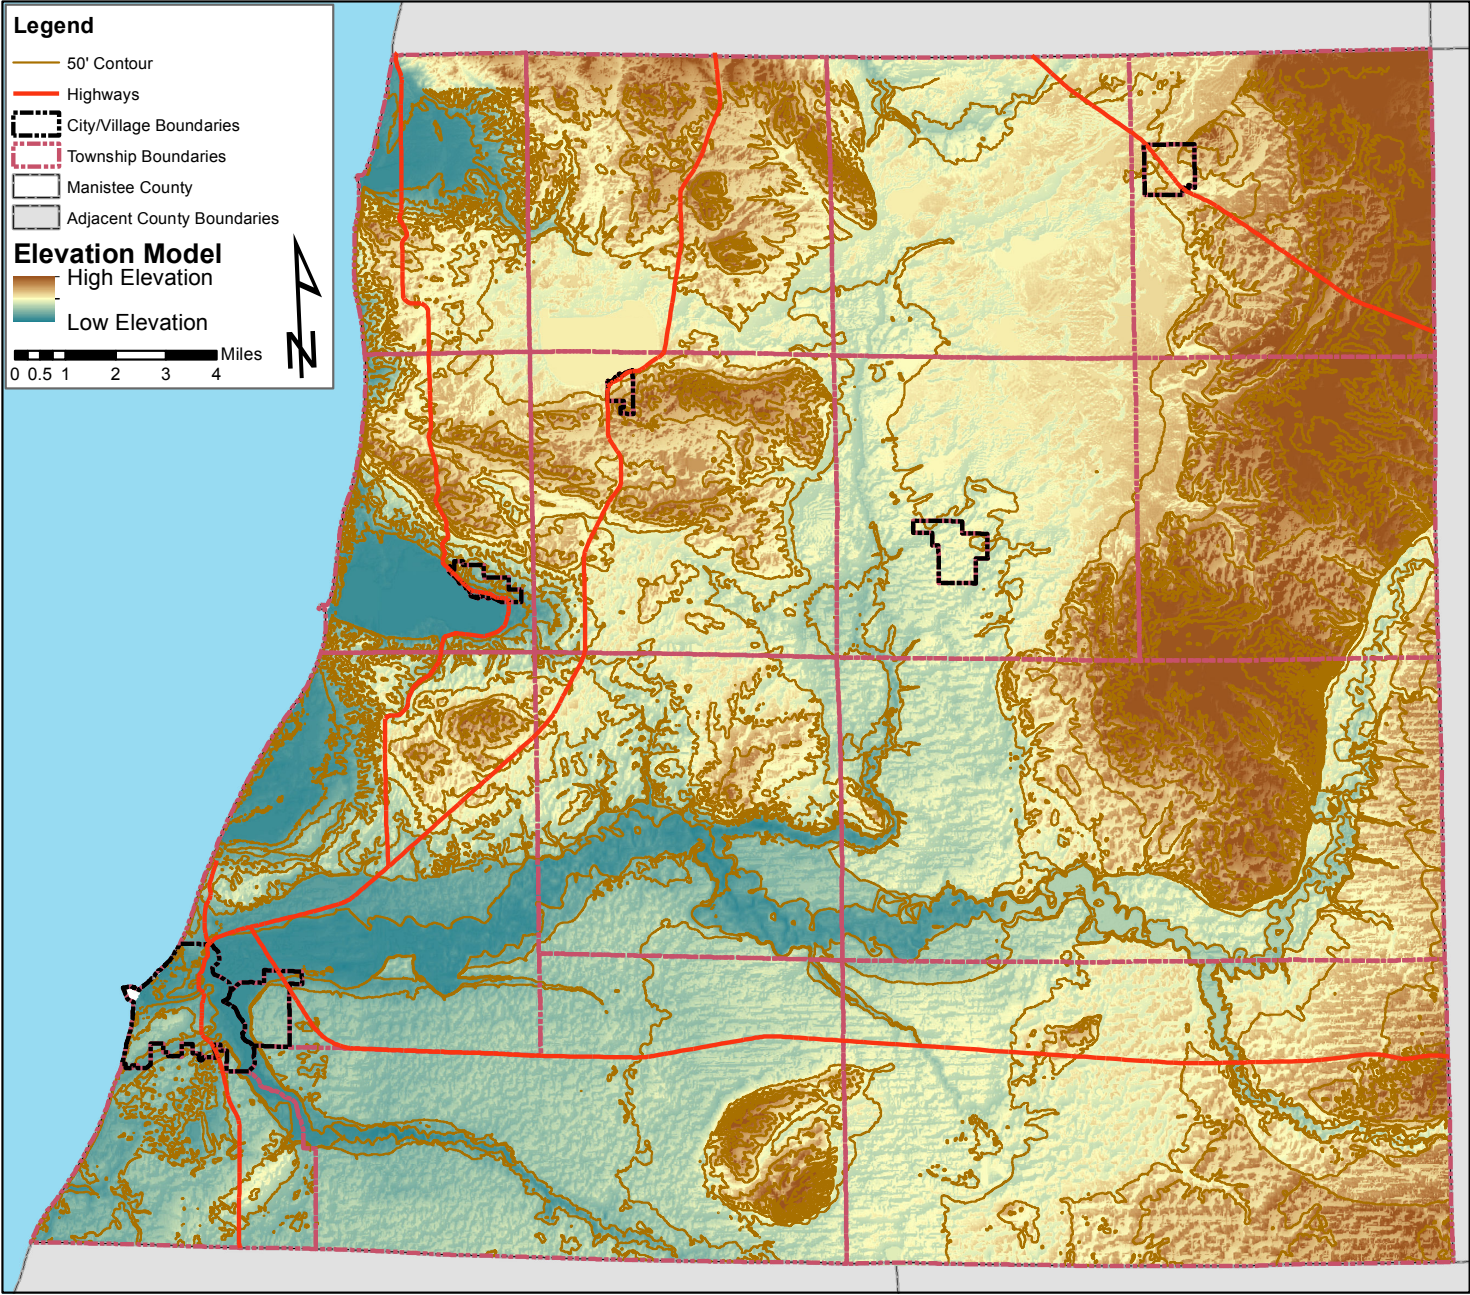 Legend
50' Contour
Highways
City/Village Boundaries
Township Boundaries
Manistee County
Adjacent County Boundaries
Elevation Model
High Elevation
Low Elevation
Miles
0 0.5 1 2 3 4
N